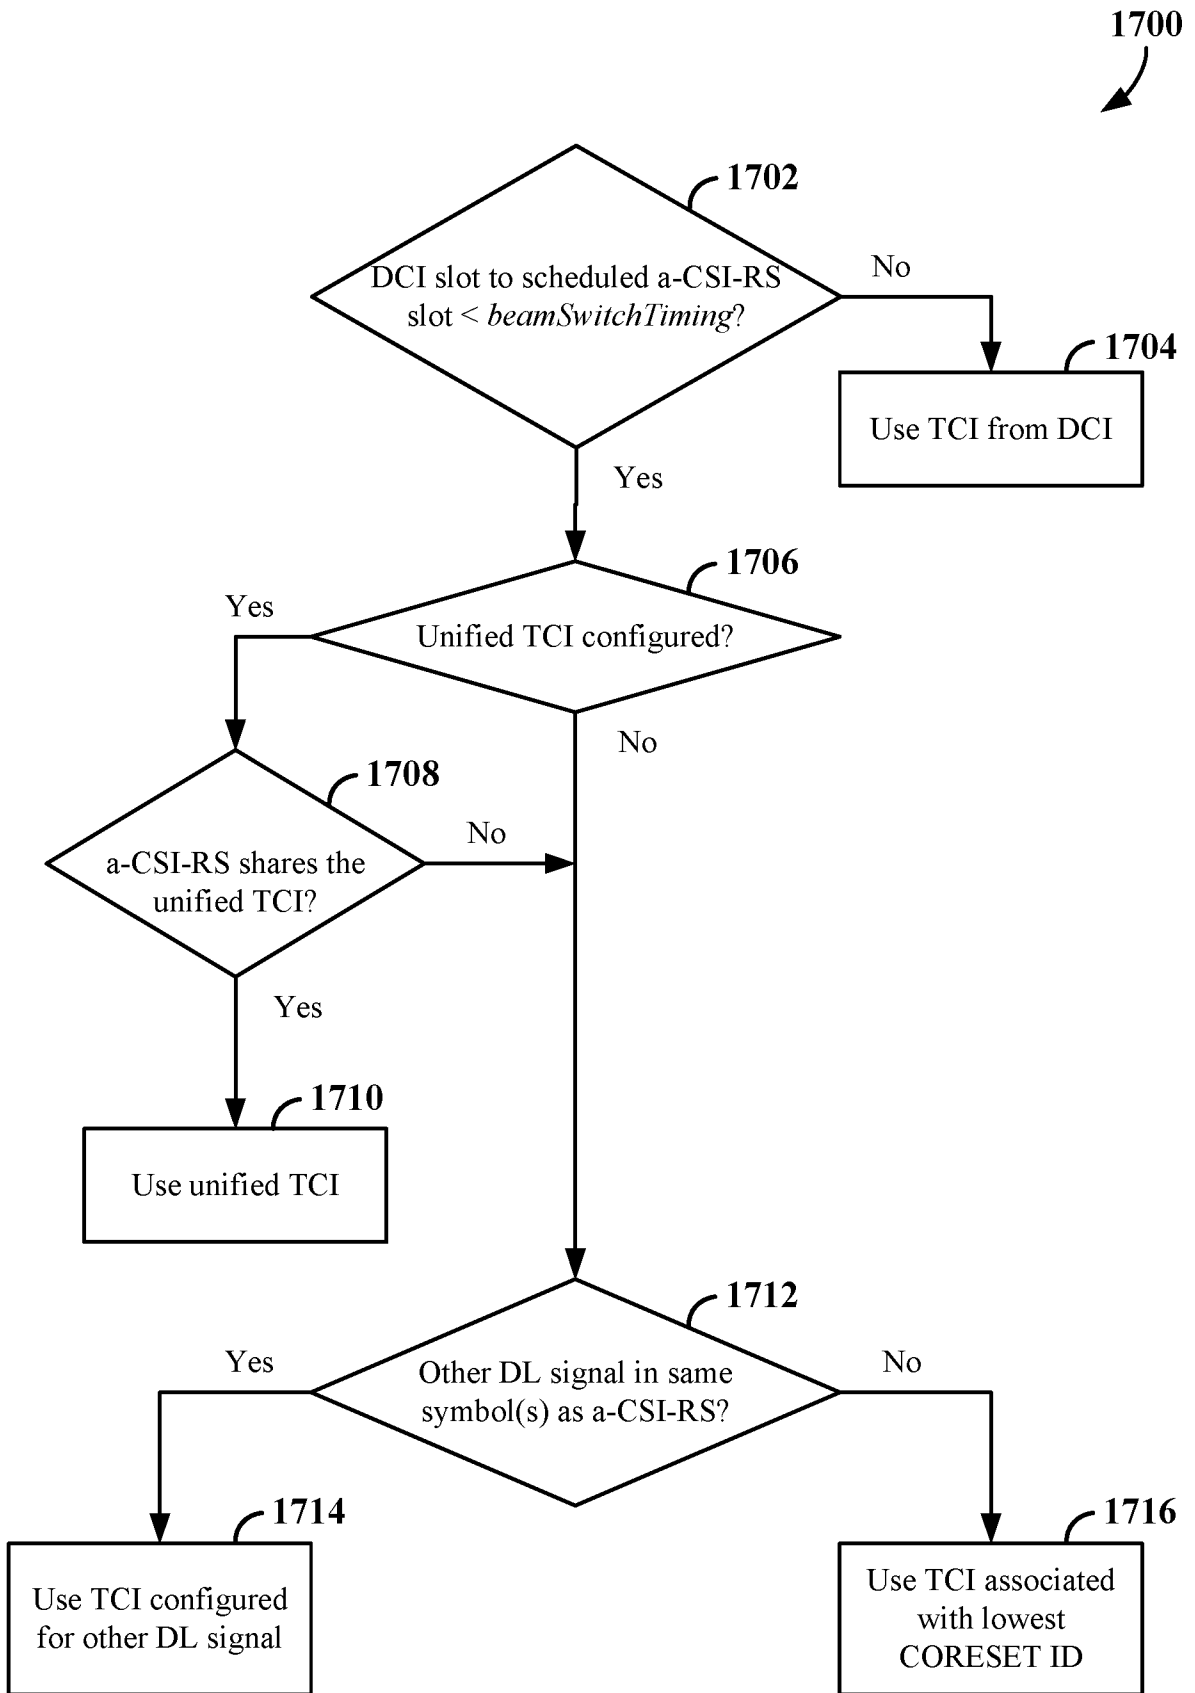 1700
1702
DCI slot to scheduled a-CSI-RS
slot < beamSwitchTiming?
No
1704
Use TCI from DCI
Yes
1706
Yes
Unified TCI configured?
No
1708
No
a-CSI-RS shares the
unified TCI?
Yes
1710
Use unified TCI
1712
Yes
Other DL signal in same
symbol(s) as a-CSI-RS?
No
1714
Use TCI configured
for other DL signal
1716
Use TCI associated
with lowest
CORESET ID